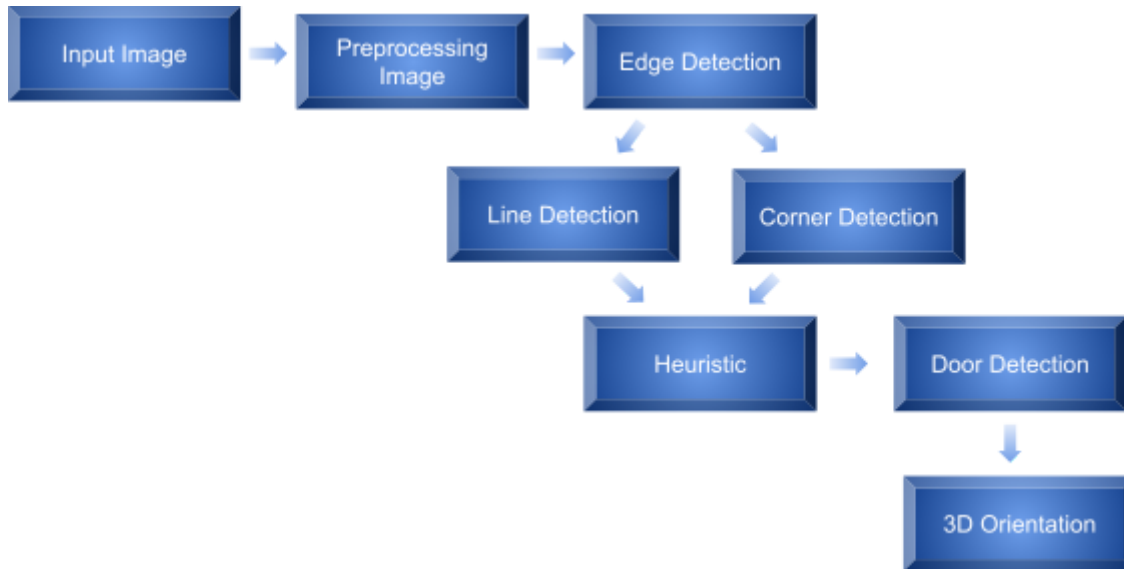 Input Image
Preprocessing
Image
Edge Detection
Line Detection
Corner Detection
Heuristic
Door Detection
3D Orientation